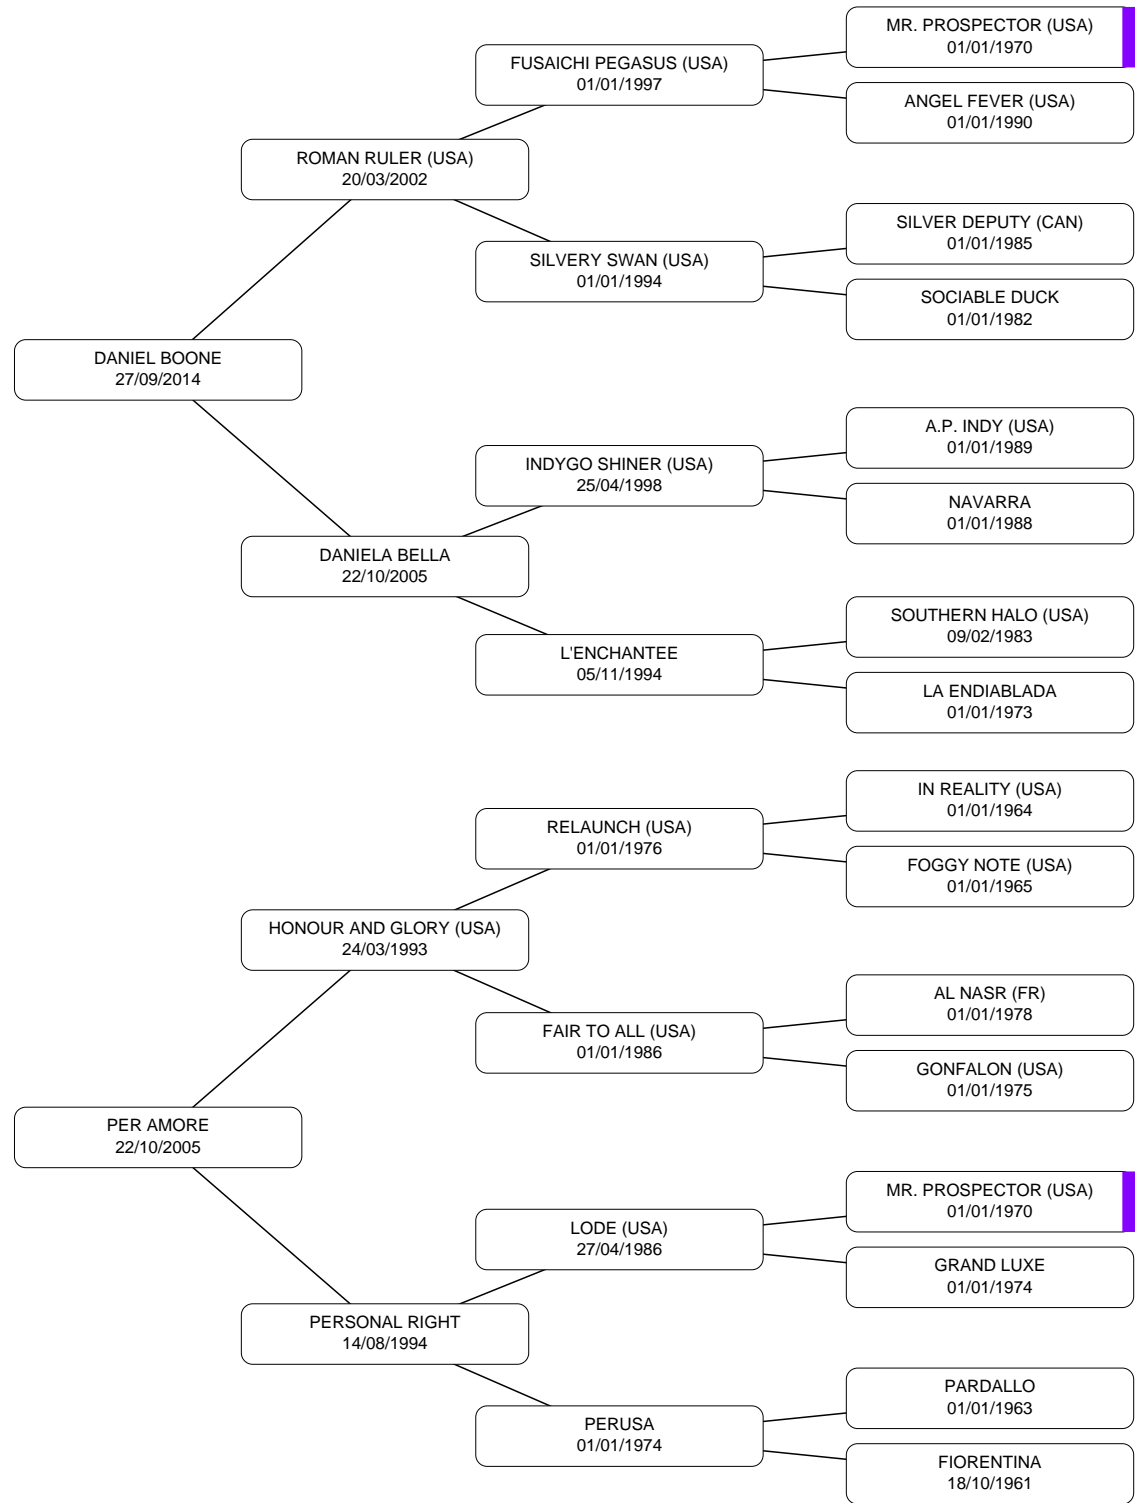 MR. PROSPECTOR (USA)
01/01/1970
FUSAICHI PEGASUS (USA)
01/01/1997
ANGEL FEVER (USA)
01/01/1990
ROMAN RULER (USA)
20/03/2002
SILVER DEPUTY (CAN)
01/01/1985
SILVERY SWAN (USA)
01/01/1994
SOCIABLE DUCK
01/01/1982
DANIEL BOONE
27/09/2014
A.P. INDY (USA)
01/01/1989
INDYGO SHINER (USA)
25/04/1998
NAVARRA
01/01/1988
DANIELA BELLA
22/10/2005
SOUTHERN HALO (USA)
09/02/1983
L'ENCHANTEE
05/11/1994
LA ENDIABLADA
01/01/1973
IN REALITY (USA)
01/01/1964
RELAUNCH (USA)
01/01/1976
FOGGY NOTE (USA)
01/01/1965
HONOUR AND GLORY (USA)
24/03/1993
AL NASR (FR)
01/01/1978
FAIR TO ALL (USA)
01/01/1986
GONFALON (USA)
01/01/1975
PER AMORE
22/10/2005
MR. PROSPECTOR (USA)
01/01/1970
LODE (USA)
27/04/1986
GRAND LUXE
01/01/1974
PERSONAL RIGHT
14/08/1994
PARDALLO
01/01/1963
PERUSA
01/01/1974
FIORENTINA
18/10/1961